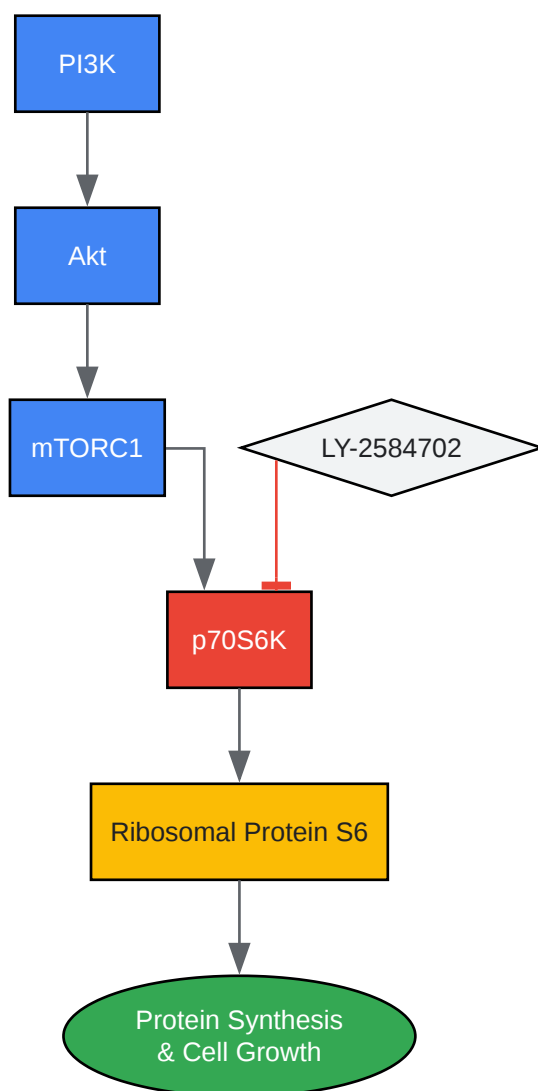 PI3K
Akt
mTORC1
LY-2584702
p70S6K
Ribosomal Protein S6
Protein Synthesis
& Cell Growth